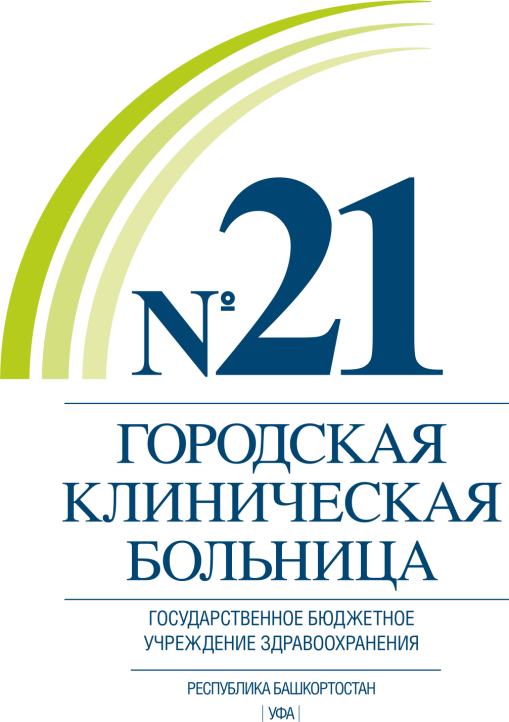 №21
ГОРОДСКАЯ
КЛИНИЧЕСКАЯ
БОЛЬНИЦА
ГОСУДАРСТВЕННОЕ БЮДЖЕТНОЕ
УЧРЕЖДЕНИЕ ЗДРАВООХРАНЕНИЯ
РЕСПУБЛИКА БАШКОРТОСТАН
| УФА |